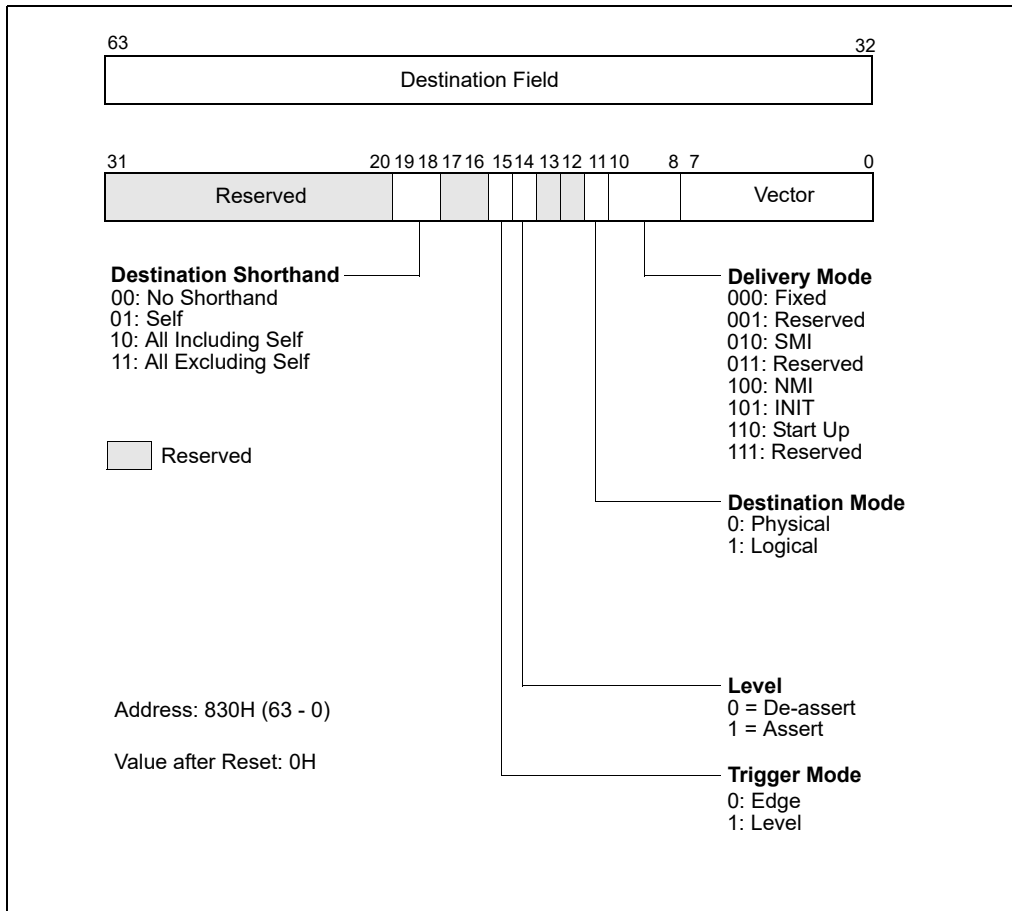 63 32
Destination Field
31 20 19 18 17 16 15 14 13 12 11 10 8 7 0
Reserved Vector
Destination Shorthand
00: No Shorthand
01: Self
10: All Including Self
11: All Excluding Self
Reserved
Delivery Mode
000: Fixed
001: Reserved
010: SMI
011: Reserved
100: NMI
101: INIT
110: Start Up
111: Reserved
Destination Mode
0: Physical
1: Logical
Level
0 = De-assert
1 = Assert
Address: 830H (63 - 0)
Value after Reset: 0H
Trigger Mode
0: Edge
1: Level